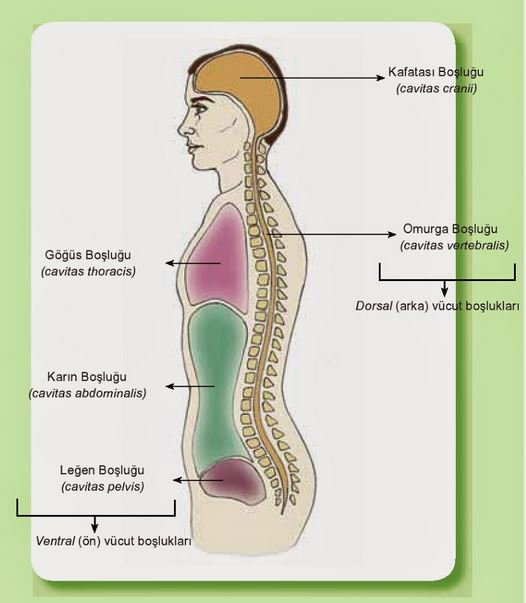 Kafatası Boşluğu
(cavitas cranii)
Omurga Boşluğu
(cavitas vertebralis)
Dorsal (arka) vücut boşlukları
Göğüs Boşluğu
(cavitas thoracis)
Karın Boşluğu
(cavitas abdominalis)
Leğen Boşluğu
(cavitas pelvis)
Ventral (ön) vücut boşlukları